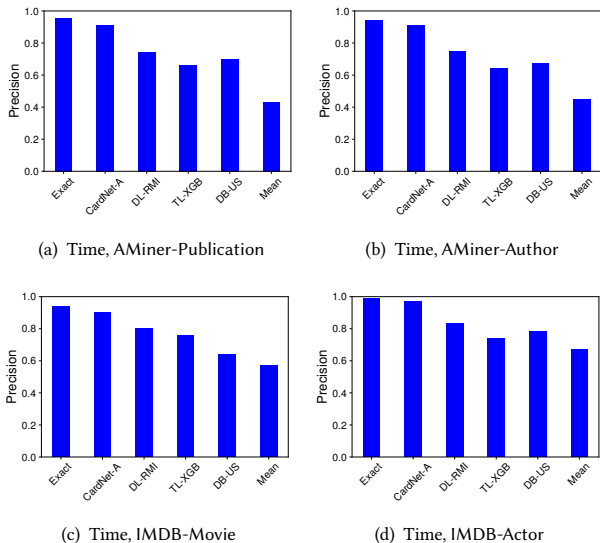 1.0
0.8
0.6
0.4
0.2
0.0
Precision
Exact
CardNet-A
DL-RMI
TL-XGB
DB-US
Mean
(a) Time, AMiner-Publication
1.0
0.8
0.6
0.4
0.2
0.0
Precision
Exact
CardNet-A
DL-RMI
TL-XGB
DB-US
Mean
(b) Time, AMiner-Author
1.0
0.8
0.6
0.4
0.2
0.0
Precision
Exact
CardNet-A
DL-RMI
TL-XGB
DB-US
Mean
(c) Time, IMDB-Movie
1.0
0.8
0.6
0.4
0.2
0.0
Precision
Exact
CardNet-A
DL-RMI
TL-XGB
DB-US
Mean
(d) Time, IMDB-Actor